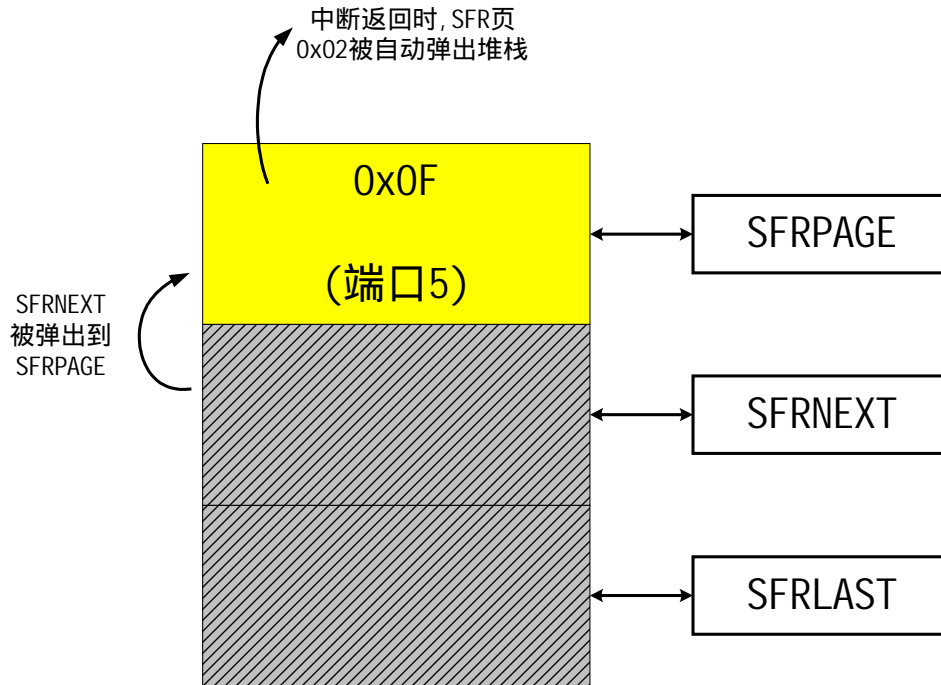 中断返回时, SFR页
0x02被自动弹出堆栈
0x0F
(端口5)
SFRPAGE
SFRNEXT
被弹出到
SFRPAGE
SFRNEXT
SFRLAST